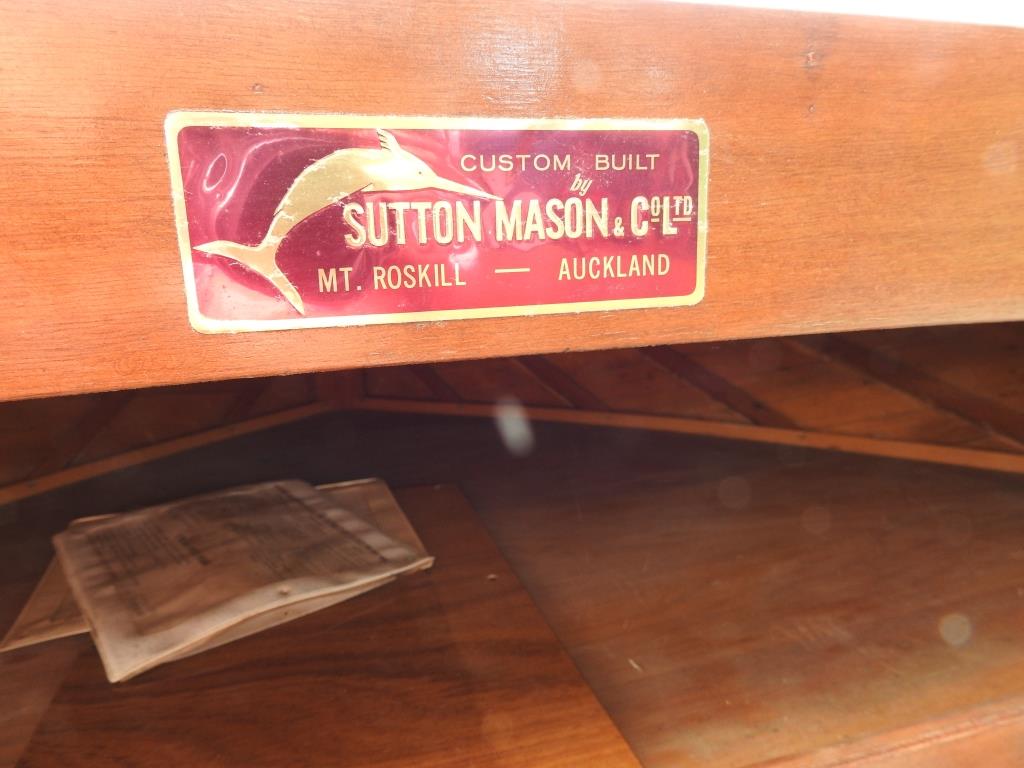 CUSTOM BUILT
by
SUTTON MASON & CO LTD
MT. ROSKILL — AUCKLAND